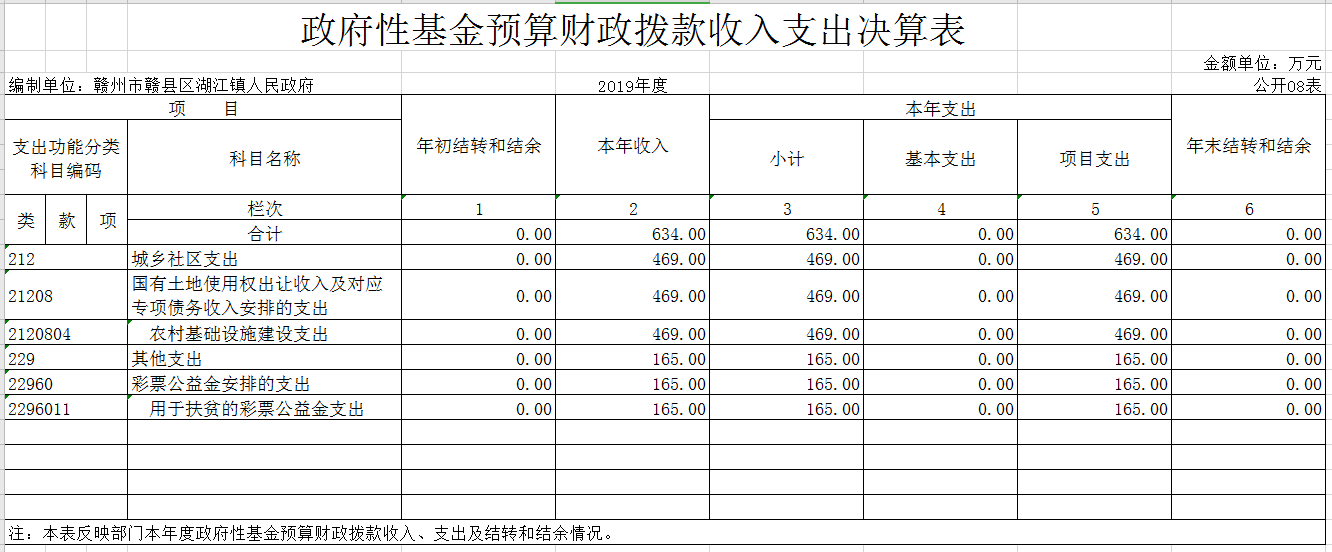 政府性基金预算财政拨款收入支出决算表
金额单位：万元
编制单位：赣州市赣县区湖江镇人民政府 2019年度 公开08表
项 目 年初结转和结余 本年收入 本年支出 年末结转和结余
支出功能分类科目编码 科目名称 小计 基本支出 项目支出
类 款 项 栏次 1 2 3 4 5 6
合计 0.00 634.00 634.00 0.00 634.00 0.00
212 城乡社区支出 0.00 469.00 469.00 0.00 469.00 0.00
21208 国有土地使用权出让收入及对应专项债务收入安排的支出 0.00 469.00 469.00 0.00 469.00 0.00
2120804 农村基础设施建设支出 0.00 469.00 469.00 0.00 469.00 0.00
229 其他支出 0.00 165.00 165.00 0.00 165.00 0.00
22960 彩票公益金安排的支出 0.00 165.00 165.00 0.00 165.00 0.00
2296011 用于扶贫的彩票公益金支出 0.00 165.00 165.00 0.00 165.00 0.00
注：本表反映部门本年度政府性基金预算财政拨款收入、支出及结转和结余情况。